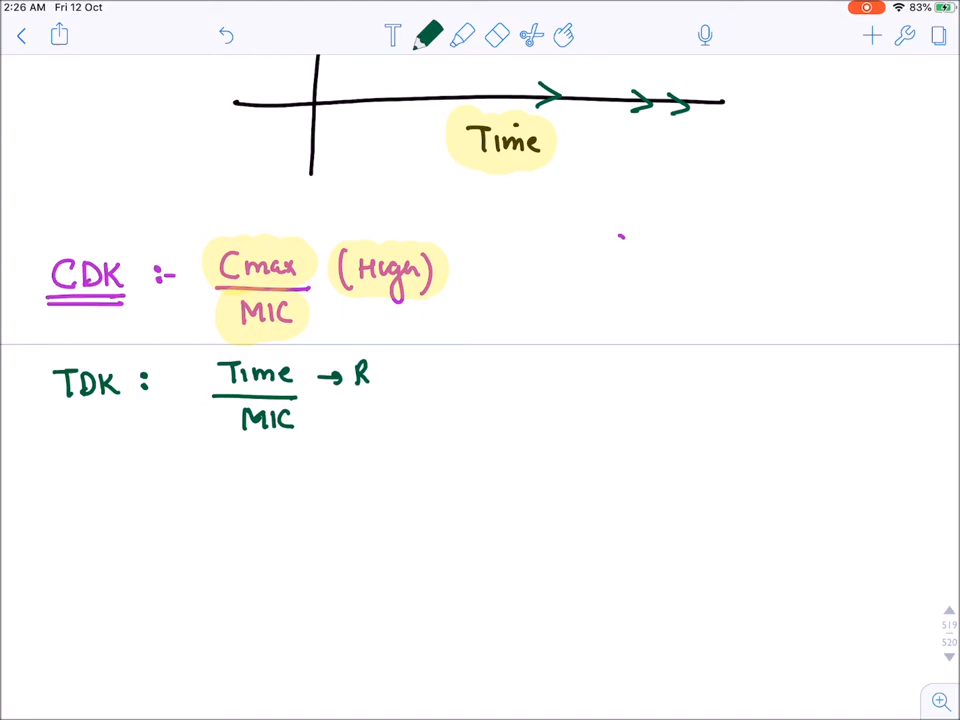 2:26 AM Fri 12 Oct 83%
T
Time
CDK :- Cmax (High)
MIC
TDK : Time → R
MIC
519
520